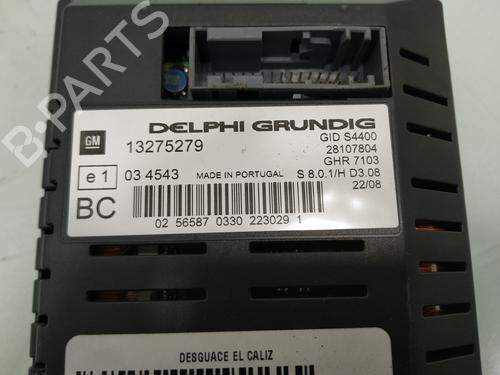 B-PARTS
DELPHI GRUNDIG
GM
13275279
GID S4400
28107804
GHR 7103
e1
03 4543
MADE IN PORTUGAL
S 8.0.1/H D3.08
22/08
BC
02 56587 0330 223029 1
DESGUACE EL CALIZ